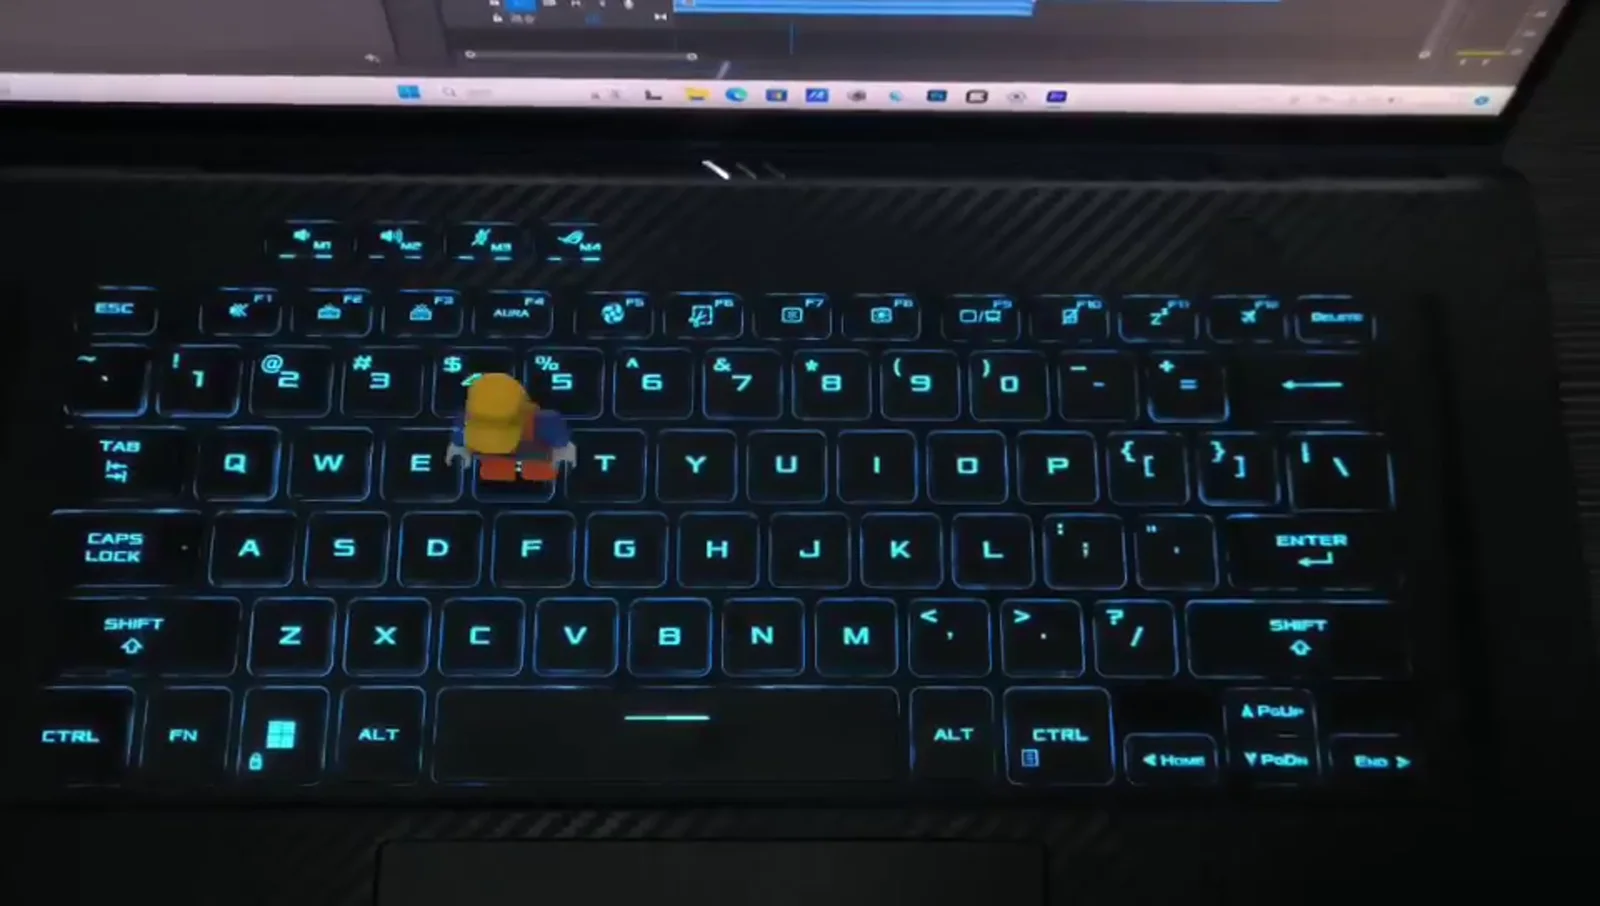 M1 M2 M3 M4
ESC F1 F2 F3 AURA F4 F5 F6 F7 F8 F9 F10 Z F11 F12 DELETE
~ ` ! 1 @ 2 # 3 $ 4 % 5 ^ 6 & 7 * 8 ( 9 ) 0 _ - + =
TAB Q W E T Y U I O P { [ } ] | \
CAPS LOCK A S D F G H J K L : ; " ' ENTER
SHIFT Z X C V B N M < , > . ? / SHIFT
CTRL FN ALT ALT CTRL < HOME ∧ PGUP ∨ PGDN END >